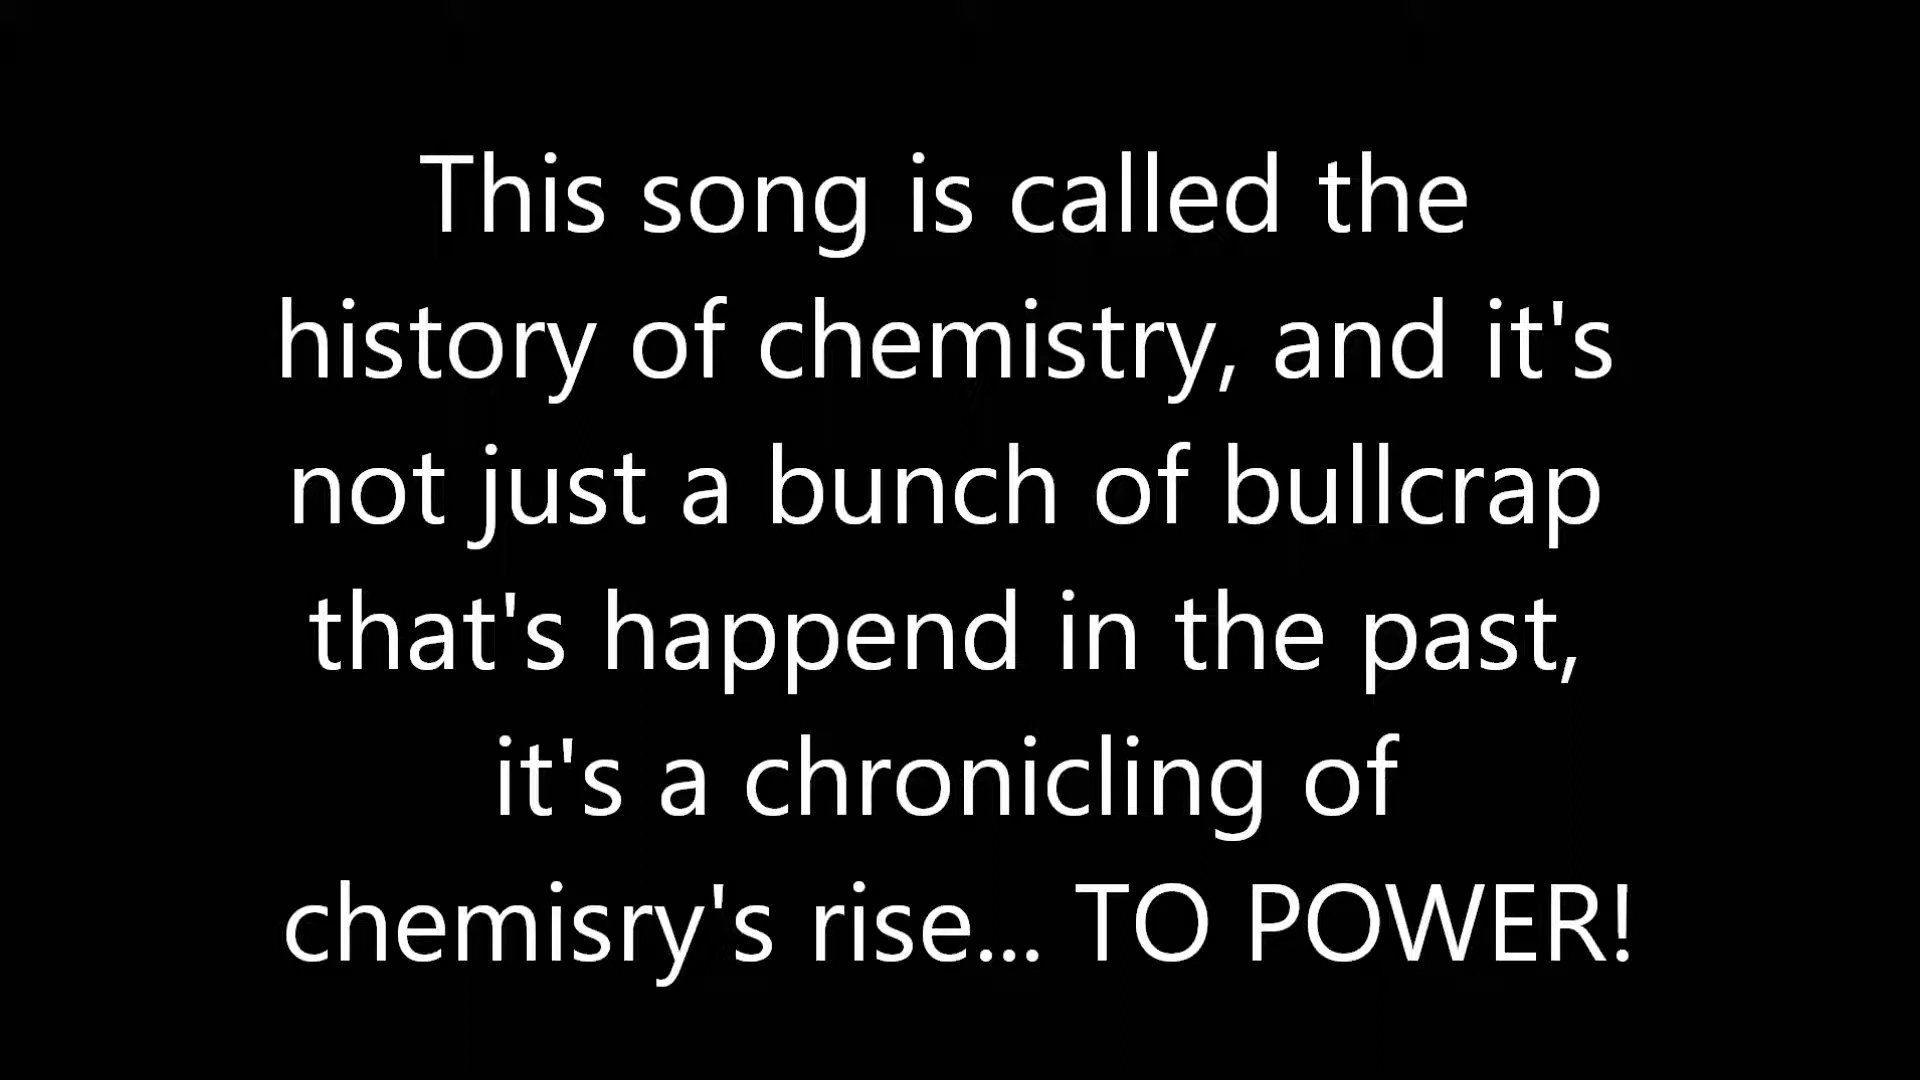 This song is called the
history of chemistry, and it's
not just a bunch of bullcrap
that's happend in the past,
it's a chronicling of
chemisry's rise... TO POWER!